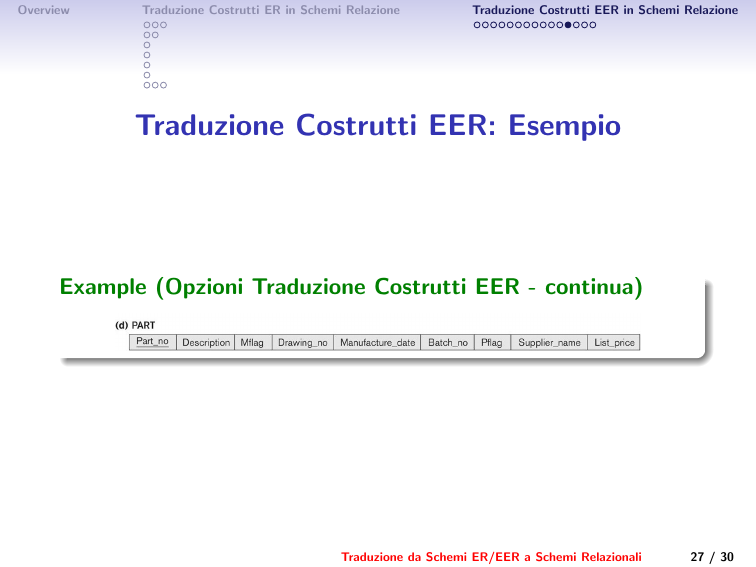 Overview
Traduzione Costrutti ER in Schemi Relazione
Traduzione Costrutti EER in Schemi Relazione
Traduzione Costrutti EER: Esempio
Example (Opzioni Traduzione Costrutti EER - continua)
(d) PART
Part_no Description Mflag Drawing_no Manufacture_date Batch_no Pflag Supplier_name List_price
Traduzione da Schemi ER/EER a Schemi Relazionali 27 / 30